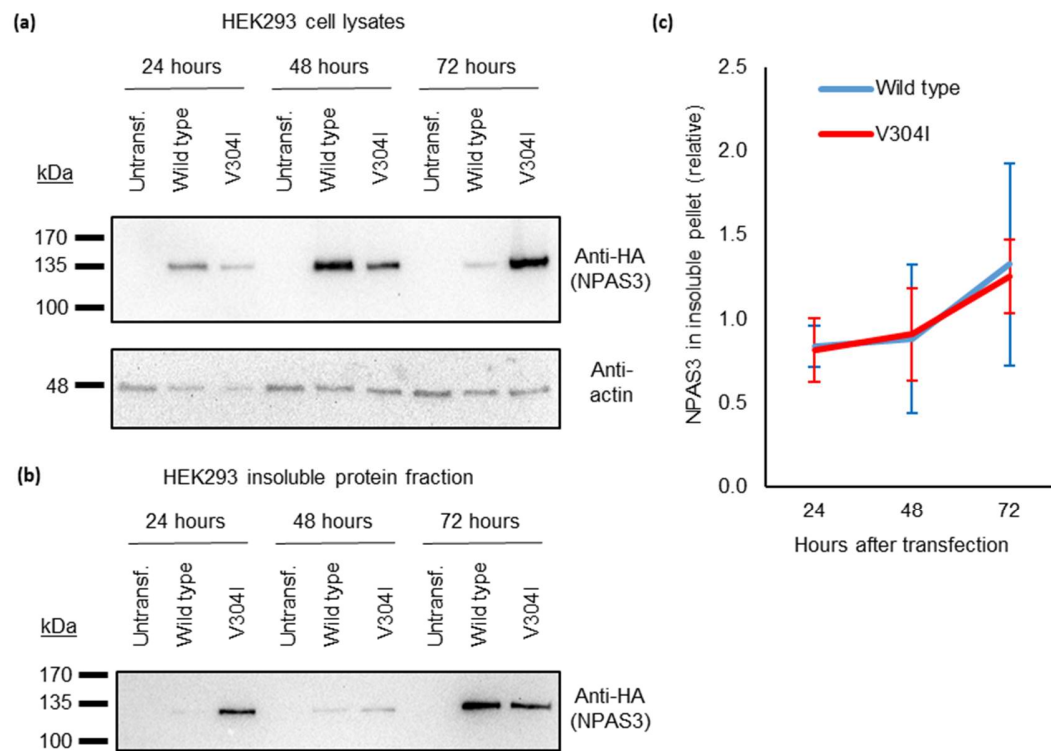 (a)
HEK293 cell lysates
24 hours 48 hours 72 hours
Untransf. Wild type V304I Untransf. Wild type V304I Untransf. Wild type V304I
kDa
170
135
100
Anti-HA
(NPAS3)
48
Anti-
actin
(b)
HEK293 insoluble protein fraction
24 hours 48 hours 72 hours
Untransf. Wild type V304I Untransf. Wild type V304I Untransf. Wild type V304I
kDa
170
135
100
Anti-HA
(NPAS3)
(c)
NPAS3 in insoluble pellet (relative)
2.5
2.0
1.5
1.0
0.5
0.0
Wild type
V304I
24 48 72
Hours after transfection